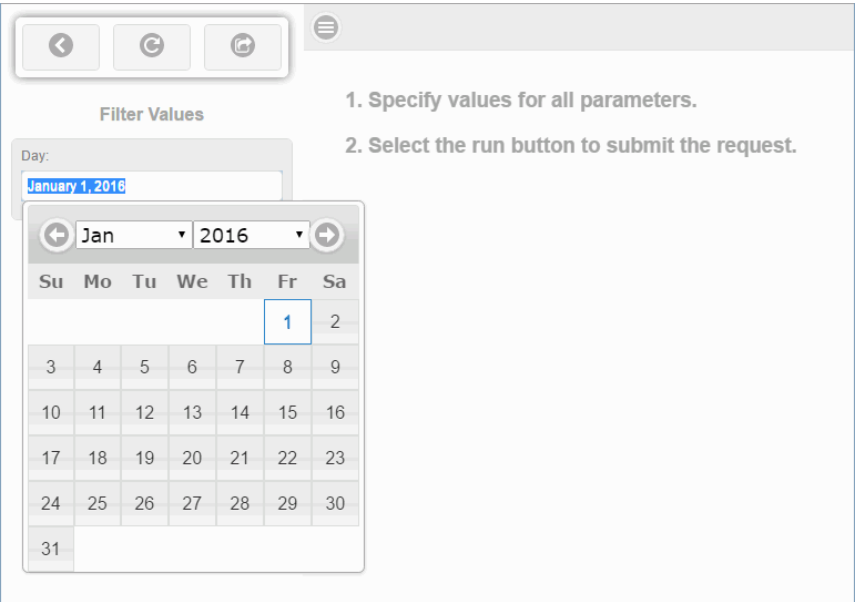 Filter Values
1. Specify values for all parameters.
2. Select the run button to submit the request.
Day:
January 1, 2016
Jan 2016
Su Mo Tu We Th Fr Sa
1 2
3 4 5 6 7 8 9
10 11 12 13 14 15 16
17 18 19 20 21 22 23
24 25 26 27 28 29 30
31